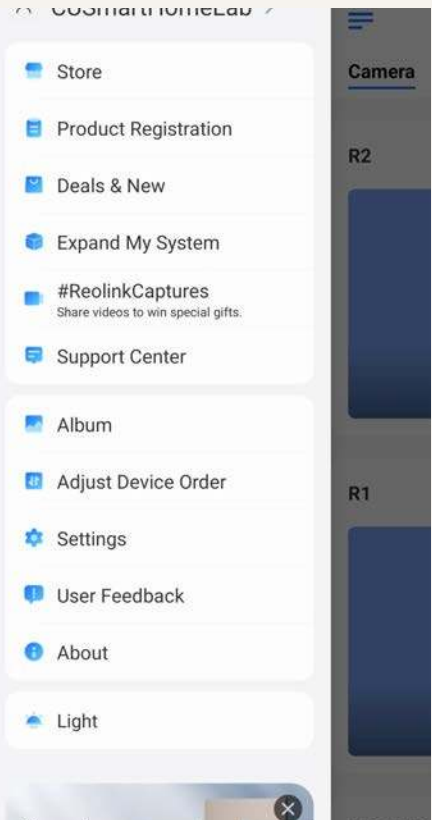 CUSmartHomeLab
Store
Product Registration
Deals & New
Expand My System
#ReolinkCaptures
Share videos to win special gifts.
Support Center
Album
Adjust Device Order
Settings
User Feedback
About
Light
Camera
R2
R1